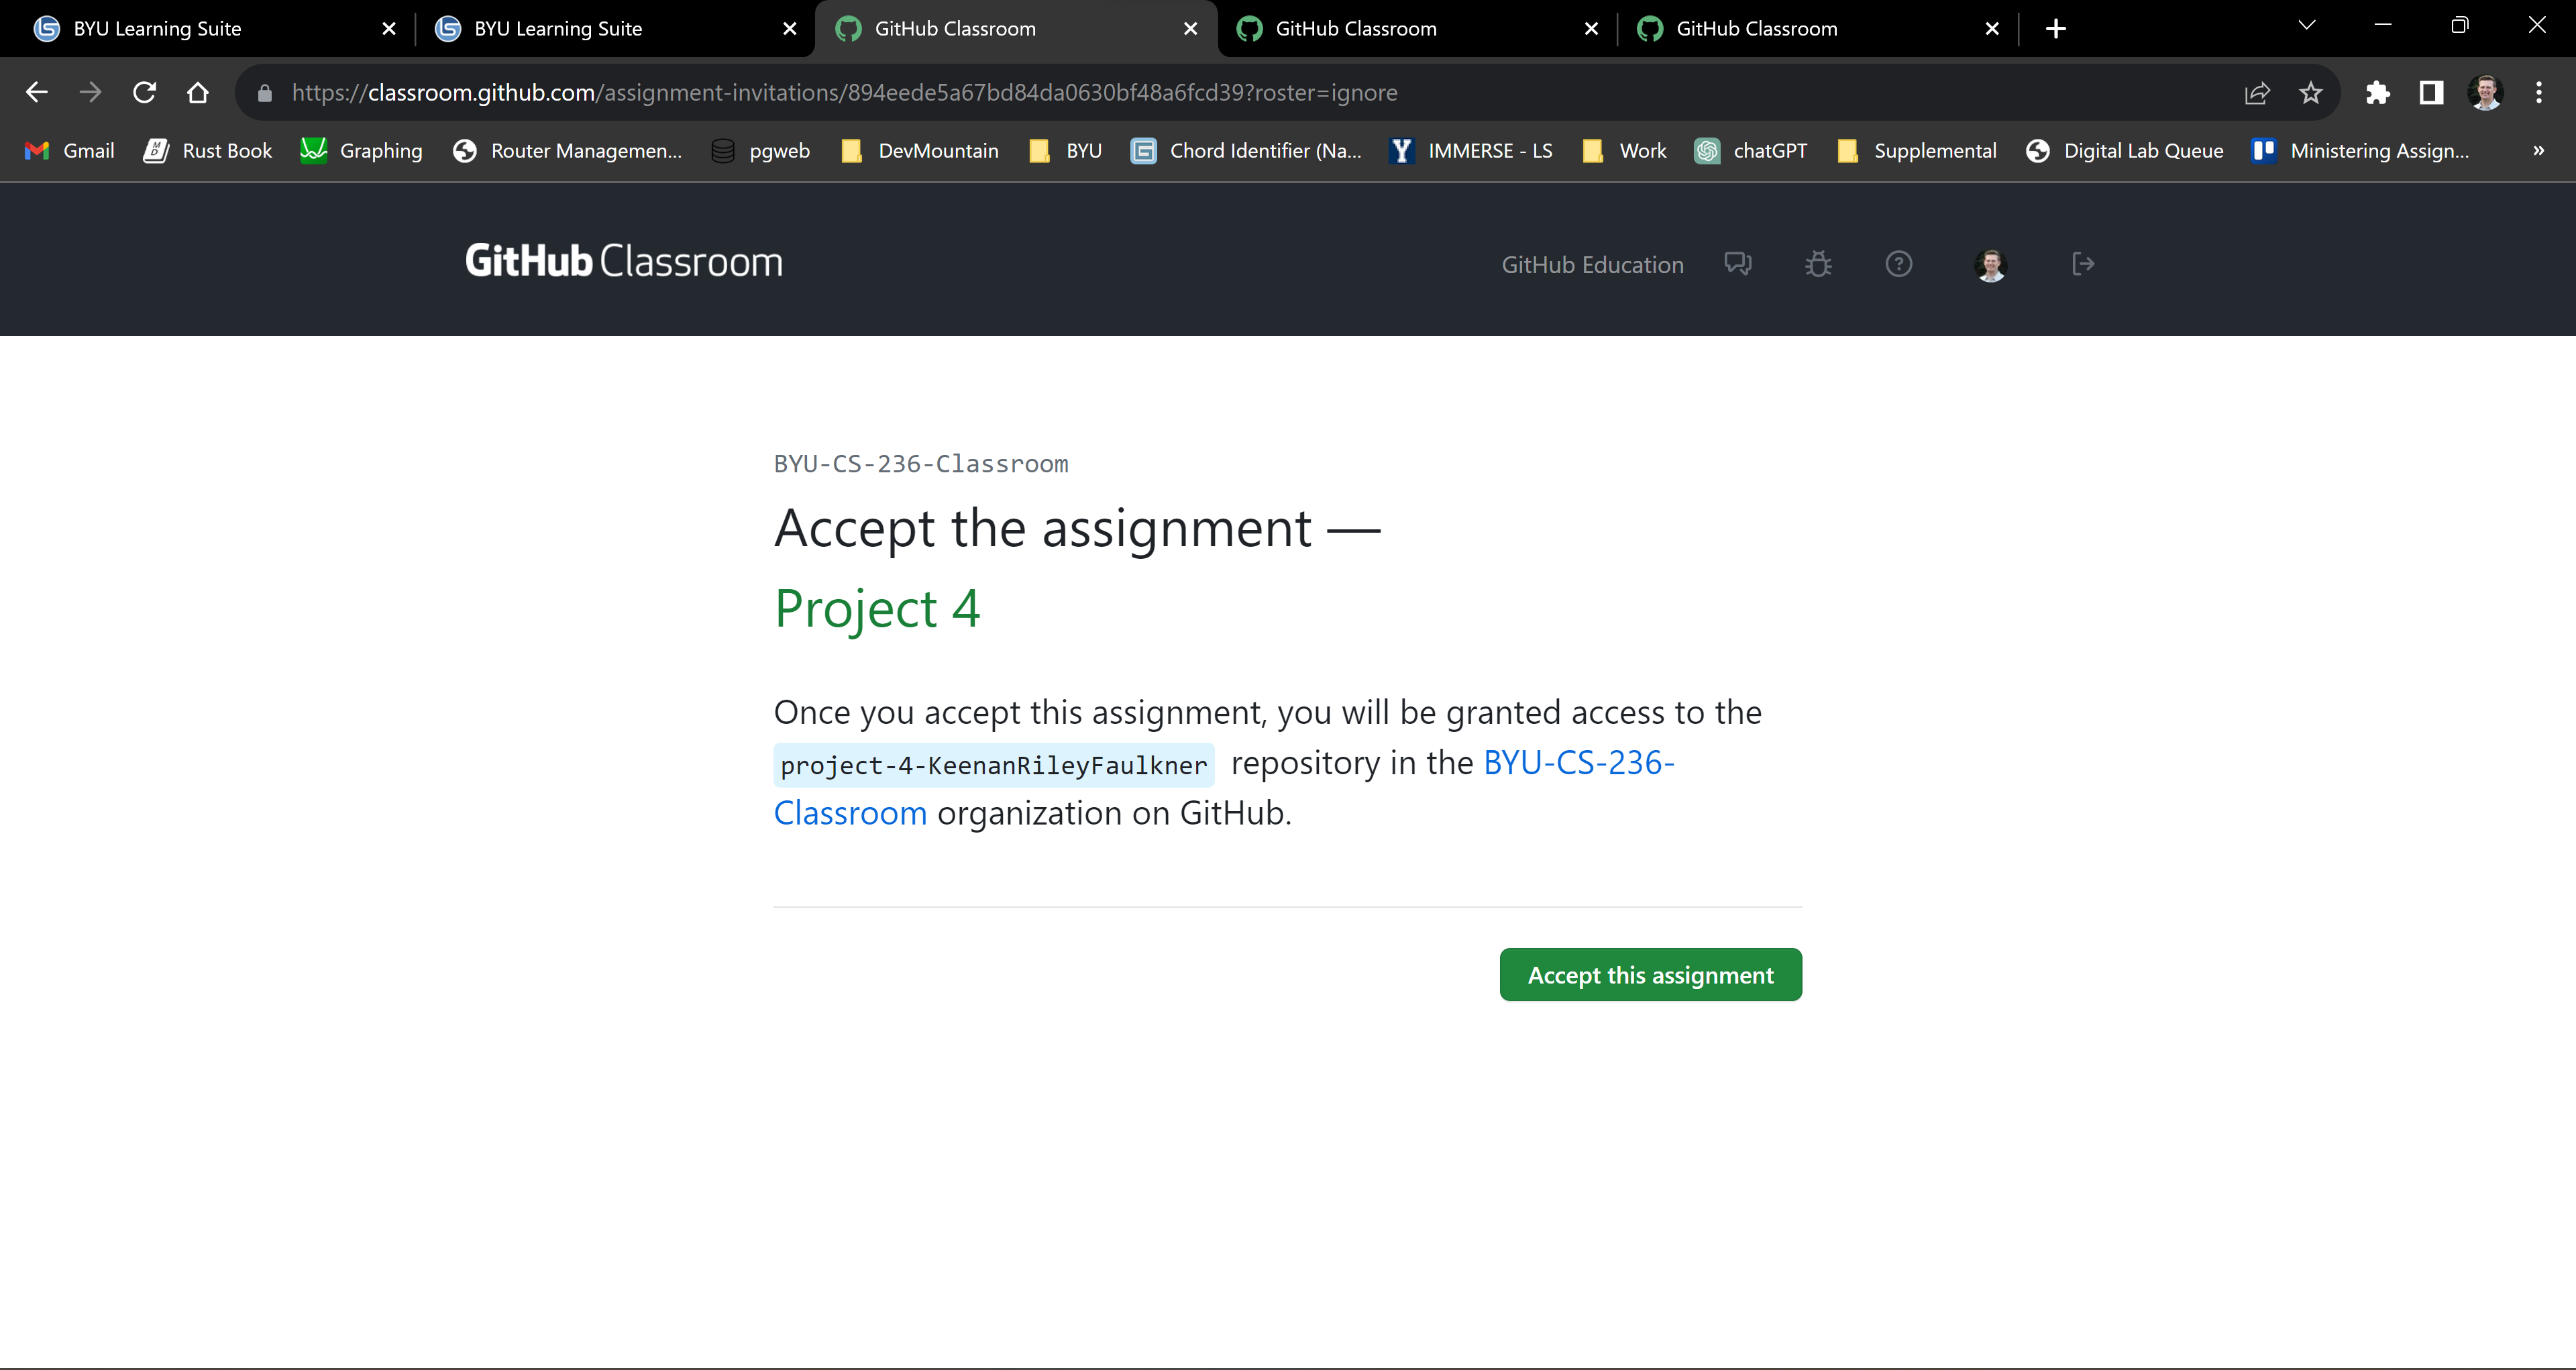 BYU Learning Suite
BYU Learning Suite
GitHub Classroom
GitHub Classroom
GitHub Classroom
https://classroom.github.com/assignment-invitations/894eede5a67bd84da0630bf48a6fcd39?roster=ignore
Gmail
Rust Book
Graphing
Router Managemen...
pgweb
DevMountain
BYU
Chord Identifier (Na...
IMMERSE - LS
Work
chatGPT
Supplemental
Digital Lab Queue
Ministering Assign...
»
GitHub Classroom
GitHub Education
BYU-CS-236-Classroom
Accept the assignment —
Project 4
Once you accept this assignment, you will be granted access to the
project-4-KeenanRileyFaulkner repository in the BYU-CS-236-
Classroom organization on GitHub.
Accept this assignment